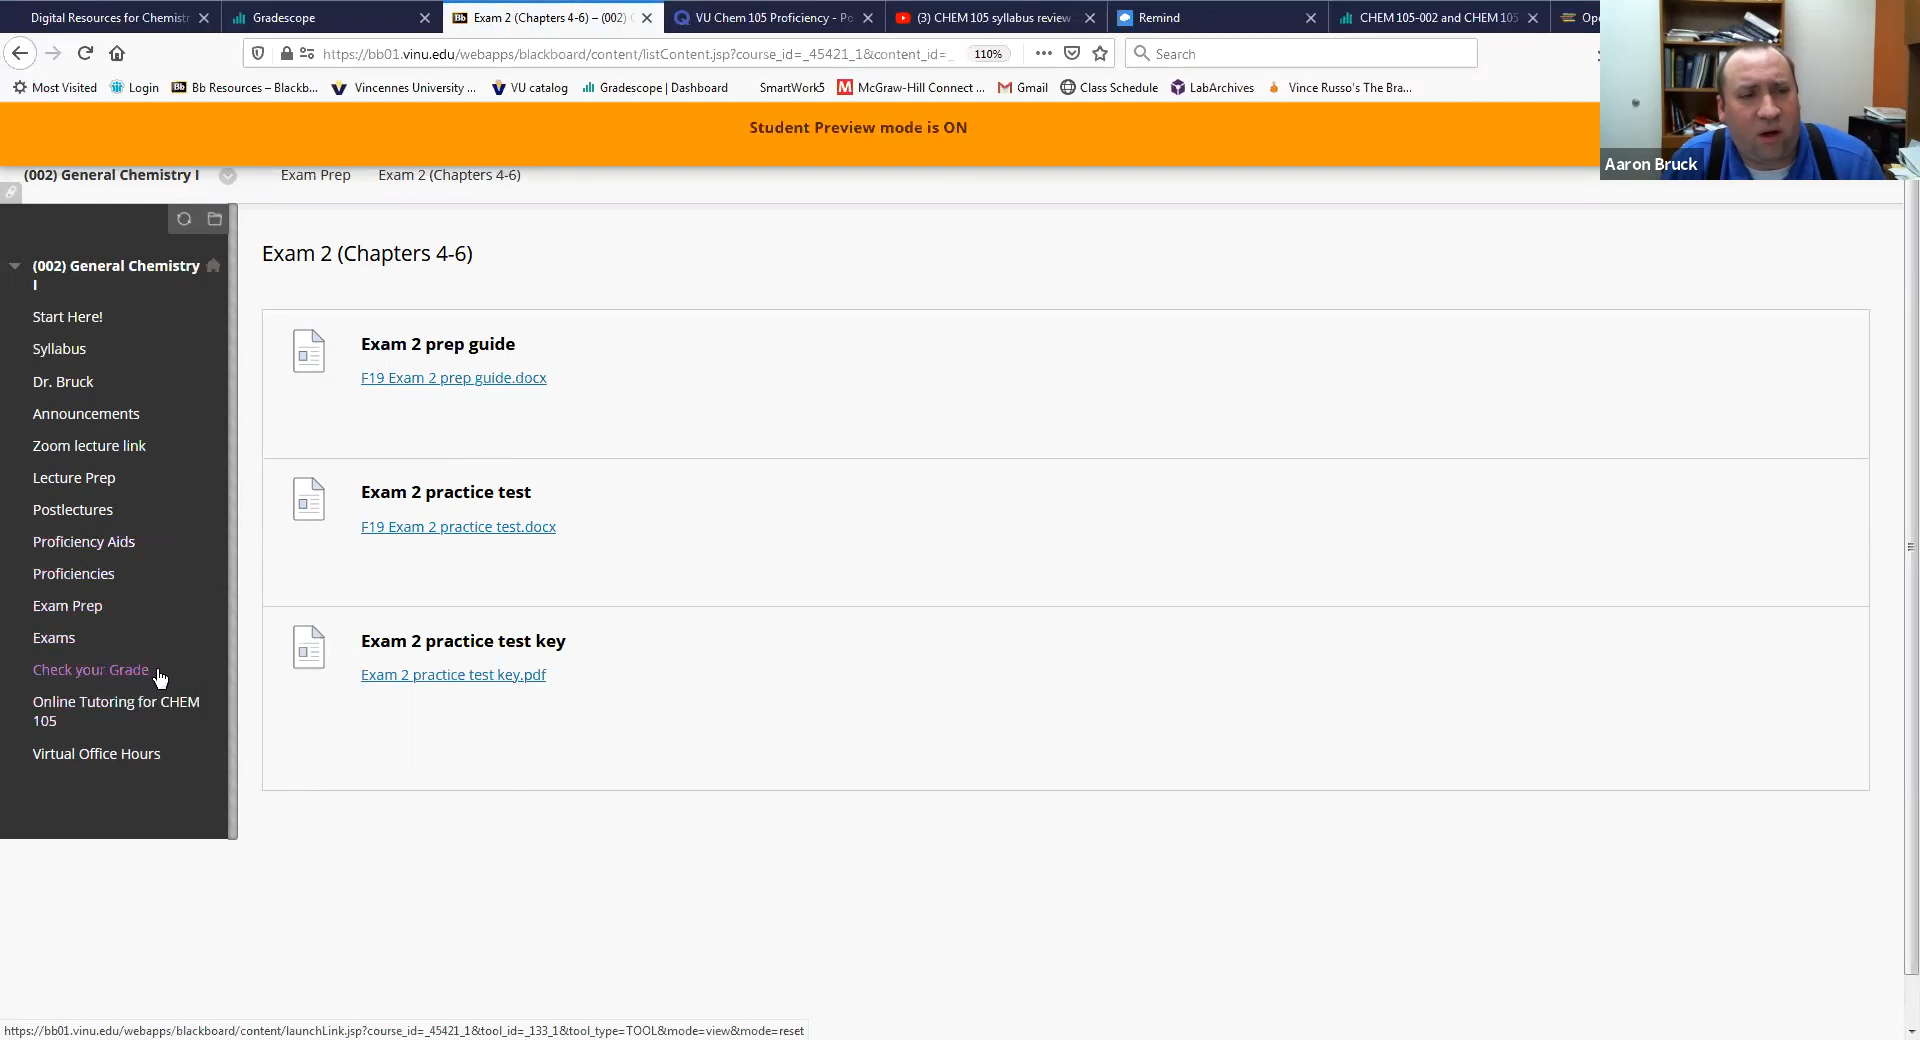 Digital Resources for Chemistr
Gradescope
Exam 2 (Chapters 4-6) – (002)
VU Chem 105 Proficiency - Po
(3) CHEM 105 syllabus review
Remind
CHEM 105-002 and CHEM 105
Op
https://bb01.vinu.edu/webapps/blackboard/content/listContent.jsp?course_id=_45421_1&content_id=_
110%
Search
Most Visited
Login
Bb Resources – Blackb...
Vincennes University ...
VU catalog
Gradescope | Dashboard
SmartWork5
McGraw-Hill Connect ...
Gmail
Class Schedule
LabArchives
Vince Russo's The Bra...
Student Preview mode is ON
Aaron Bruck
(002) General Chemistry I
Exam Prep
Exam 2 (Chapters 4-6)
(002) General Chemistry
I
Start Here!
Syllabus
Dr. Bruck
Announcements
Zoom lecture link
Lecture Prep
Postlectures
Proficiency Aids
Proficiencies
Exam Prep
Exams
Check your Grade
Online Tutoring for CHEM
105
Virtual Office Hours
Exam 2 (Chapters 4-6)
Exam 2 prep guide
F19 Exam 2 prep guide.docx
Exam 2 practice test
F19 Exam 2 practice test.docx
Exam 2 practice test key
Exam 2 practice test key.pdf
https://bb01.vinu.edu/webapps/blackboard/content/launchLink.jsp?course_id=_45421_1&tool_id=_133_1&tool_type=TOOL&mode=view&mode=reset